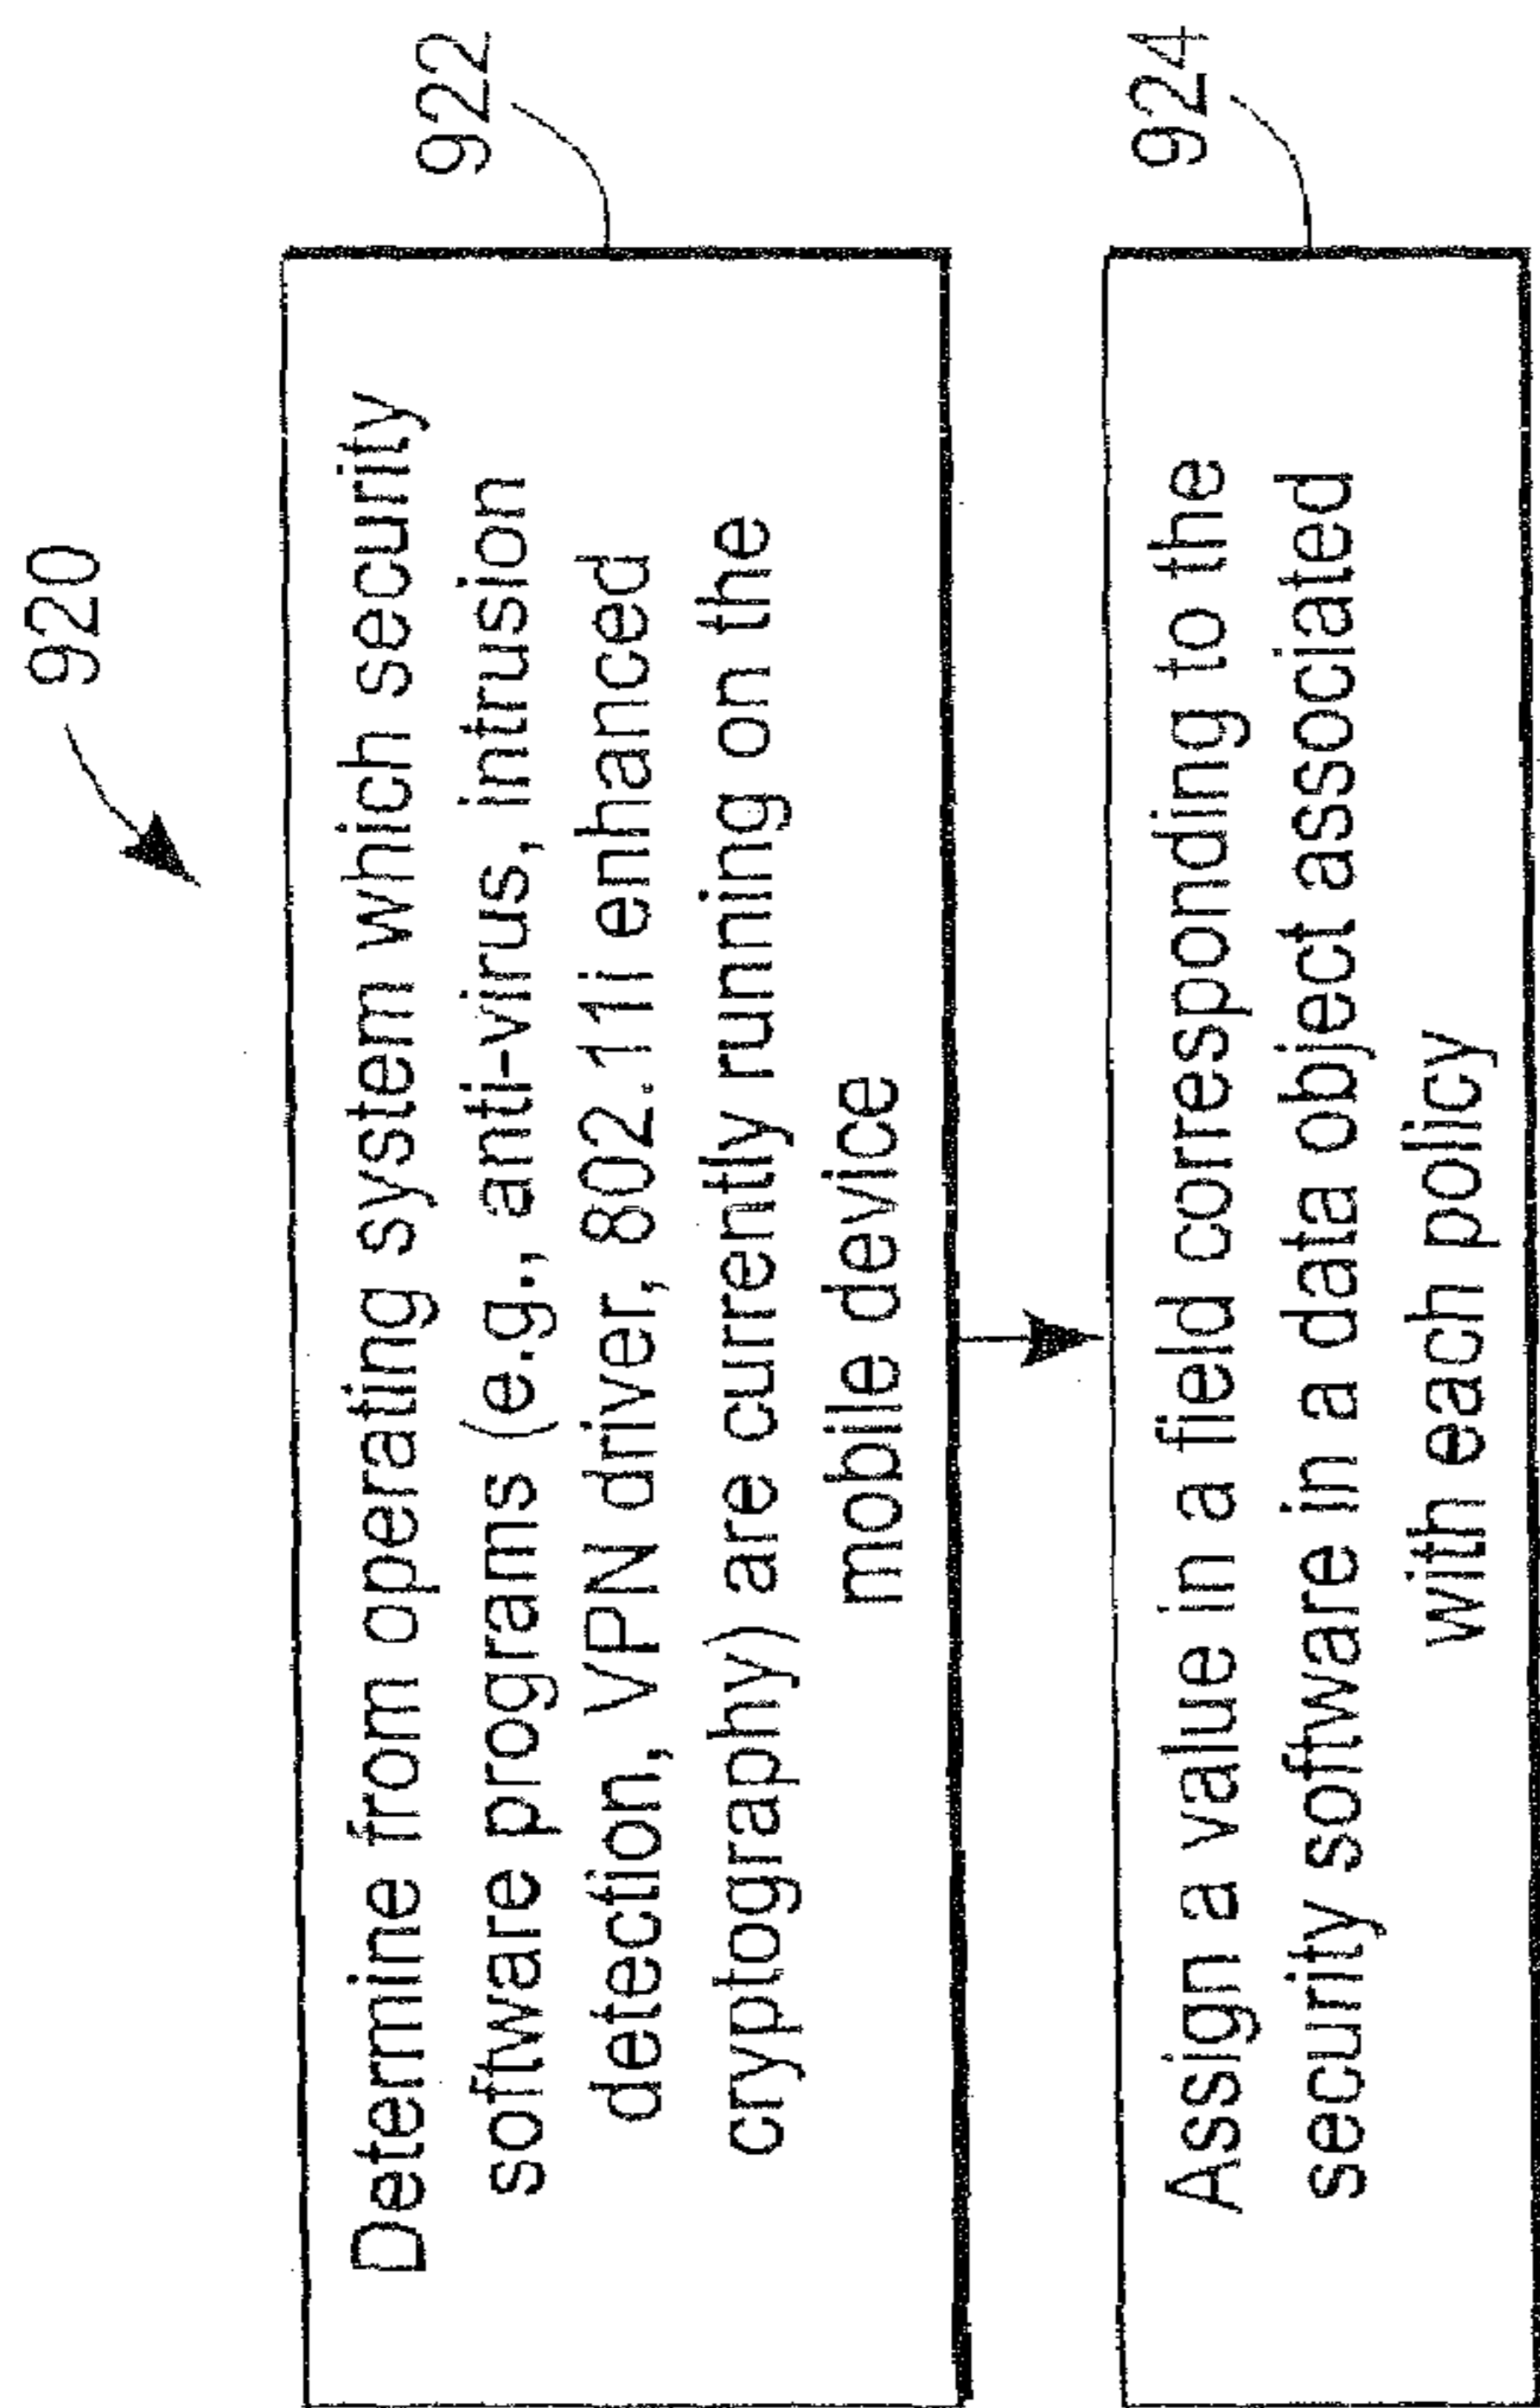 920
922
Determine from operating system which security
software programs (e.g., anti-virus, intrusion
detection, VPN driver, 802.11i enhanced
cryptography) are currently running on the
mobile device
924
Assign a value in a field corresponding to the
security software in a data object associated
with each policy